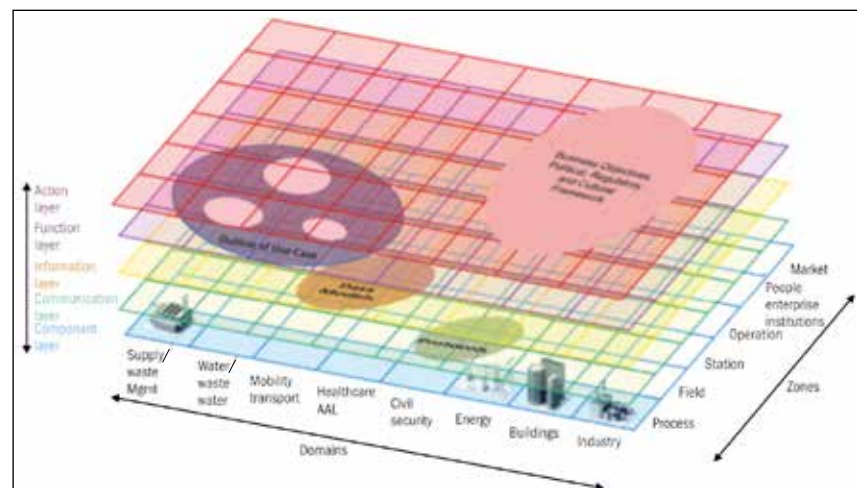 Business Objectives
Political, Regulatory
and Cultural
Framework
Outline of Use Case
Data
Models
Protocols
Action
layer
Function
layer
Information
layer
Communication
layer
Component
layer
Supply/
waste
Mgmt
Water/
waste
water
Mobility
transport
Healthcare
AAL
Civil
security
Energy
Buildings
Industry
Domains
Market
People
enterprise
institutions
Operation
Station
Field
Process
Zones